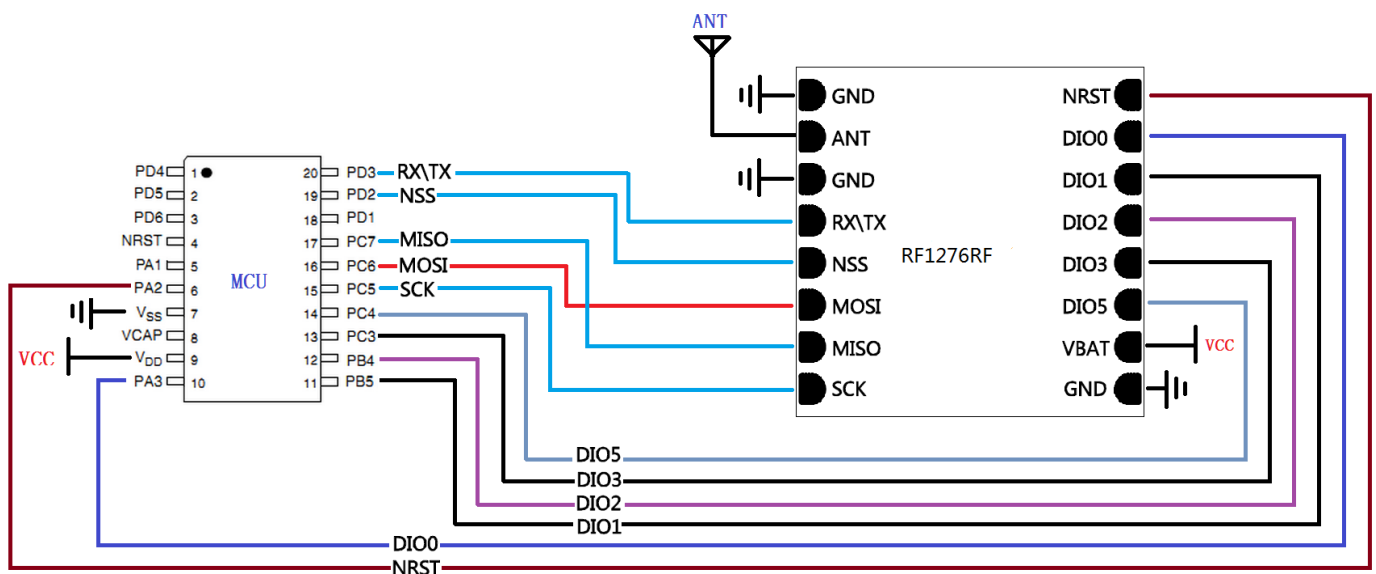 ANT
GND
NRST
ANT
DIO0
GND
DIO1
RX\TX
DIO2
RF1276RF
NSS
DIO3
MOSI
DIO5
MISO
VBAT
VCC
SCK
GND
PD4 1 20 PD3 RX\TX
PD5 2 19 PD2 NSS
PD6 3 18 PD1
NRST 4 17 PC7 MISO
PA1 5 16 PC6 MOSI
MCU
PA2 6 15 PC5 SCK
VSS 7 14 PC4
VCAP 8 13 PC3
VCC VDD 9 12 PB4
PA3 10 11 PB5
DIO5
DIO3
DIO2
DIO1
DIO0
NRST